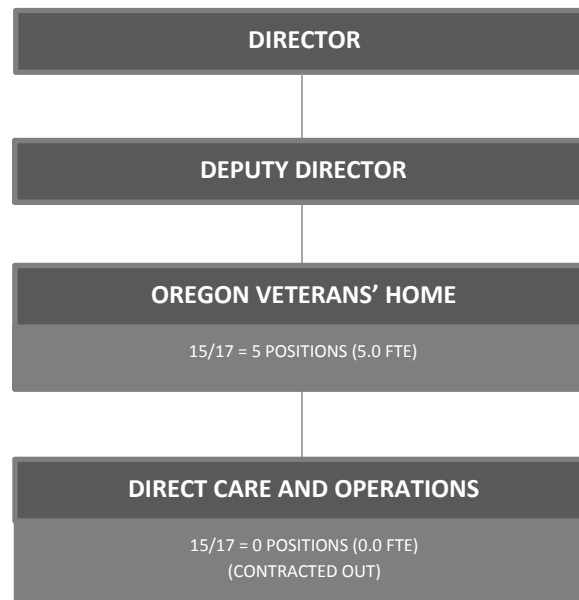 DIRECTOR
DEPUTY DIRECTOR
OREGON VETERANS’ HOME
15/17 = 5 POSITIONS (5.0 FTE)
DIRECT CARE AND OPERATIONS
15/17 = 0 POSITIONS (0.0 FTE)
(CONTRACTED OUT)